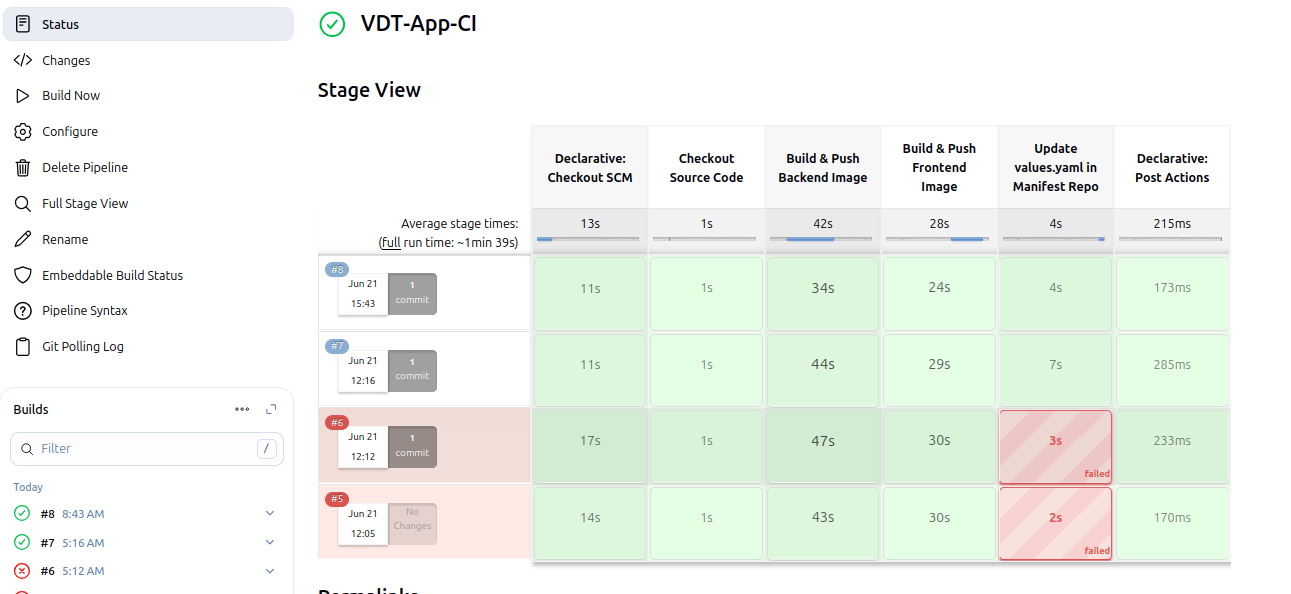 Status
Changes
Build Now
Configure
Delete Pipeline
Full Stage View
Rename
Embeddable Build Status
Pipeline Syntax
Git Polling Log
Builds
Filter
/
Today
#8 8:43 AM
#7 5:16 AM
#6 5:12 AM
VDT-App-CI
Stage View
Declarative:
Checkout SCM
Checkout
Source Code
Build & Push
Backend Image
Build & Push
Frontend
Image
Update
values.yaml in
Manifest Repo
Declarative:
Post Actions
Average stage times:
(full run time: ~1min 39s)
13s 1s 42s 28s 4s 215ms
#8
Jun 21
15:43
1
commit
11s 1s 34s 24s 4s 173ms
#7
Jun 21
12:16
1
commit
11s 1s 44s 29s 7s 285ms
#6
Jun 21
12:12
1
commit
17s 1s 47s 30s 3s 233ms
failed
#5
Jun 21
12:05
No
Changes
14s 1s 43s 30s 2s 170ms
failed
Permalinks